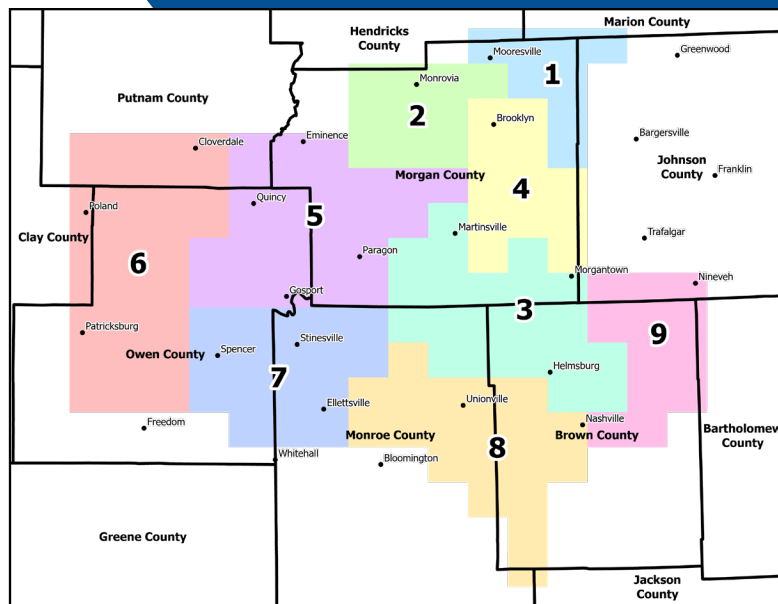 Marion County
Hendricks
County
Greenwood
Mooresville
1
Monrovia
Putnam County
2
Brooklyn
Eminence
Bargersville
Cloverdale
Johnson
County
Morgan County
Franklin
4
Quincy
Poland
5
Clay County
Martinsville
Trafalgar
Paragon
6
Morgantown
Nineveh
Gosport
3
Patricksburg
9
Stinesville
Owen County
Spencer
Helmsburg
7
Unionville
Ellettsville
Freedom
Nashville
Monroe County
Brown County
Bartholomew
County
8
Whitehall
Bloomington
Greene County
Jackson
County